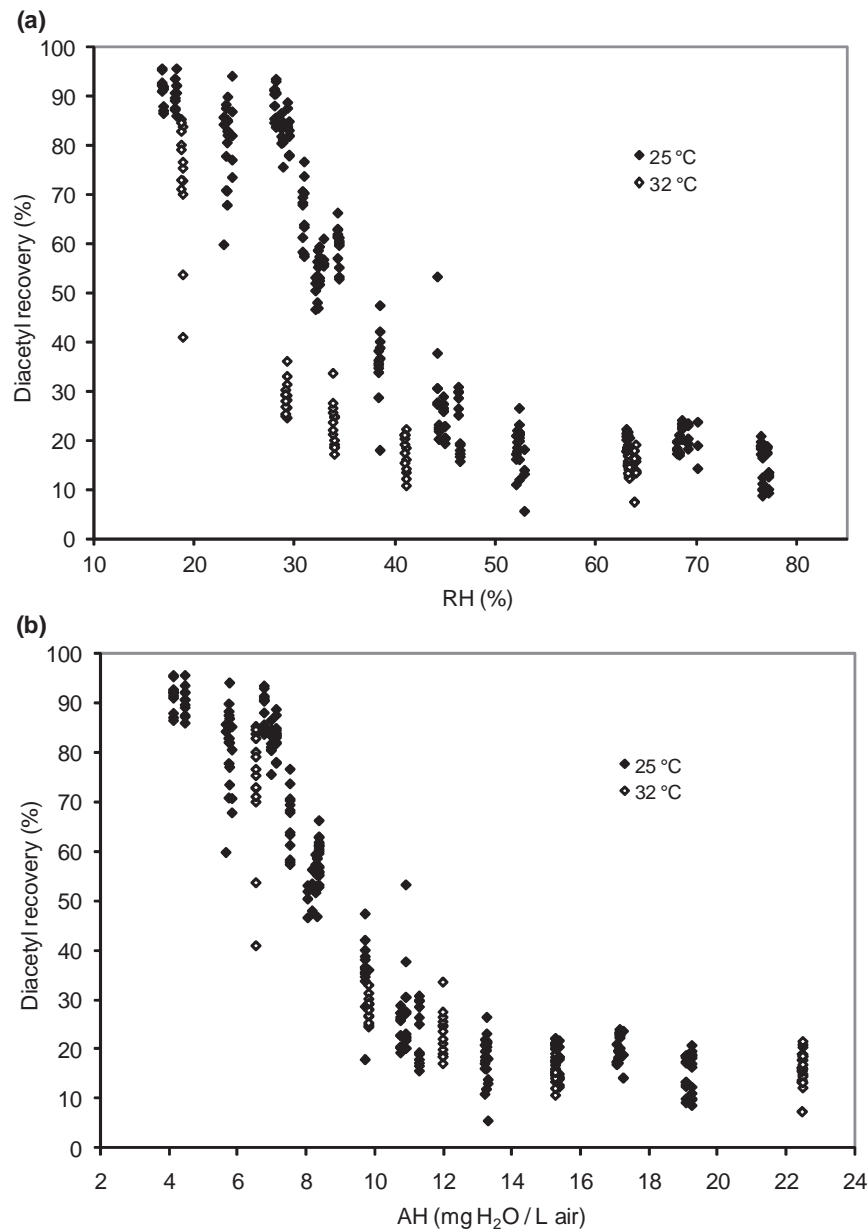 (a)
100
90
80
70
60
50
40
30
20
10
0
Diacetyl recovery (%)
25 °C
32 °C
10 20 30 40 50 60 70 80
RH (%)
(b)
100
90
80
70
60
50
40
30
20
10
0
Diacetyl recovery (%)
25 °C
32 °C
2 4 6 8 10 12 14 16 18 20 22 24
AH (mg H₂O / L air)